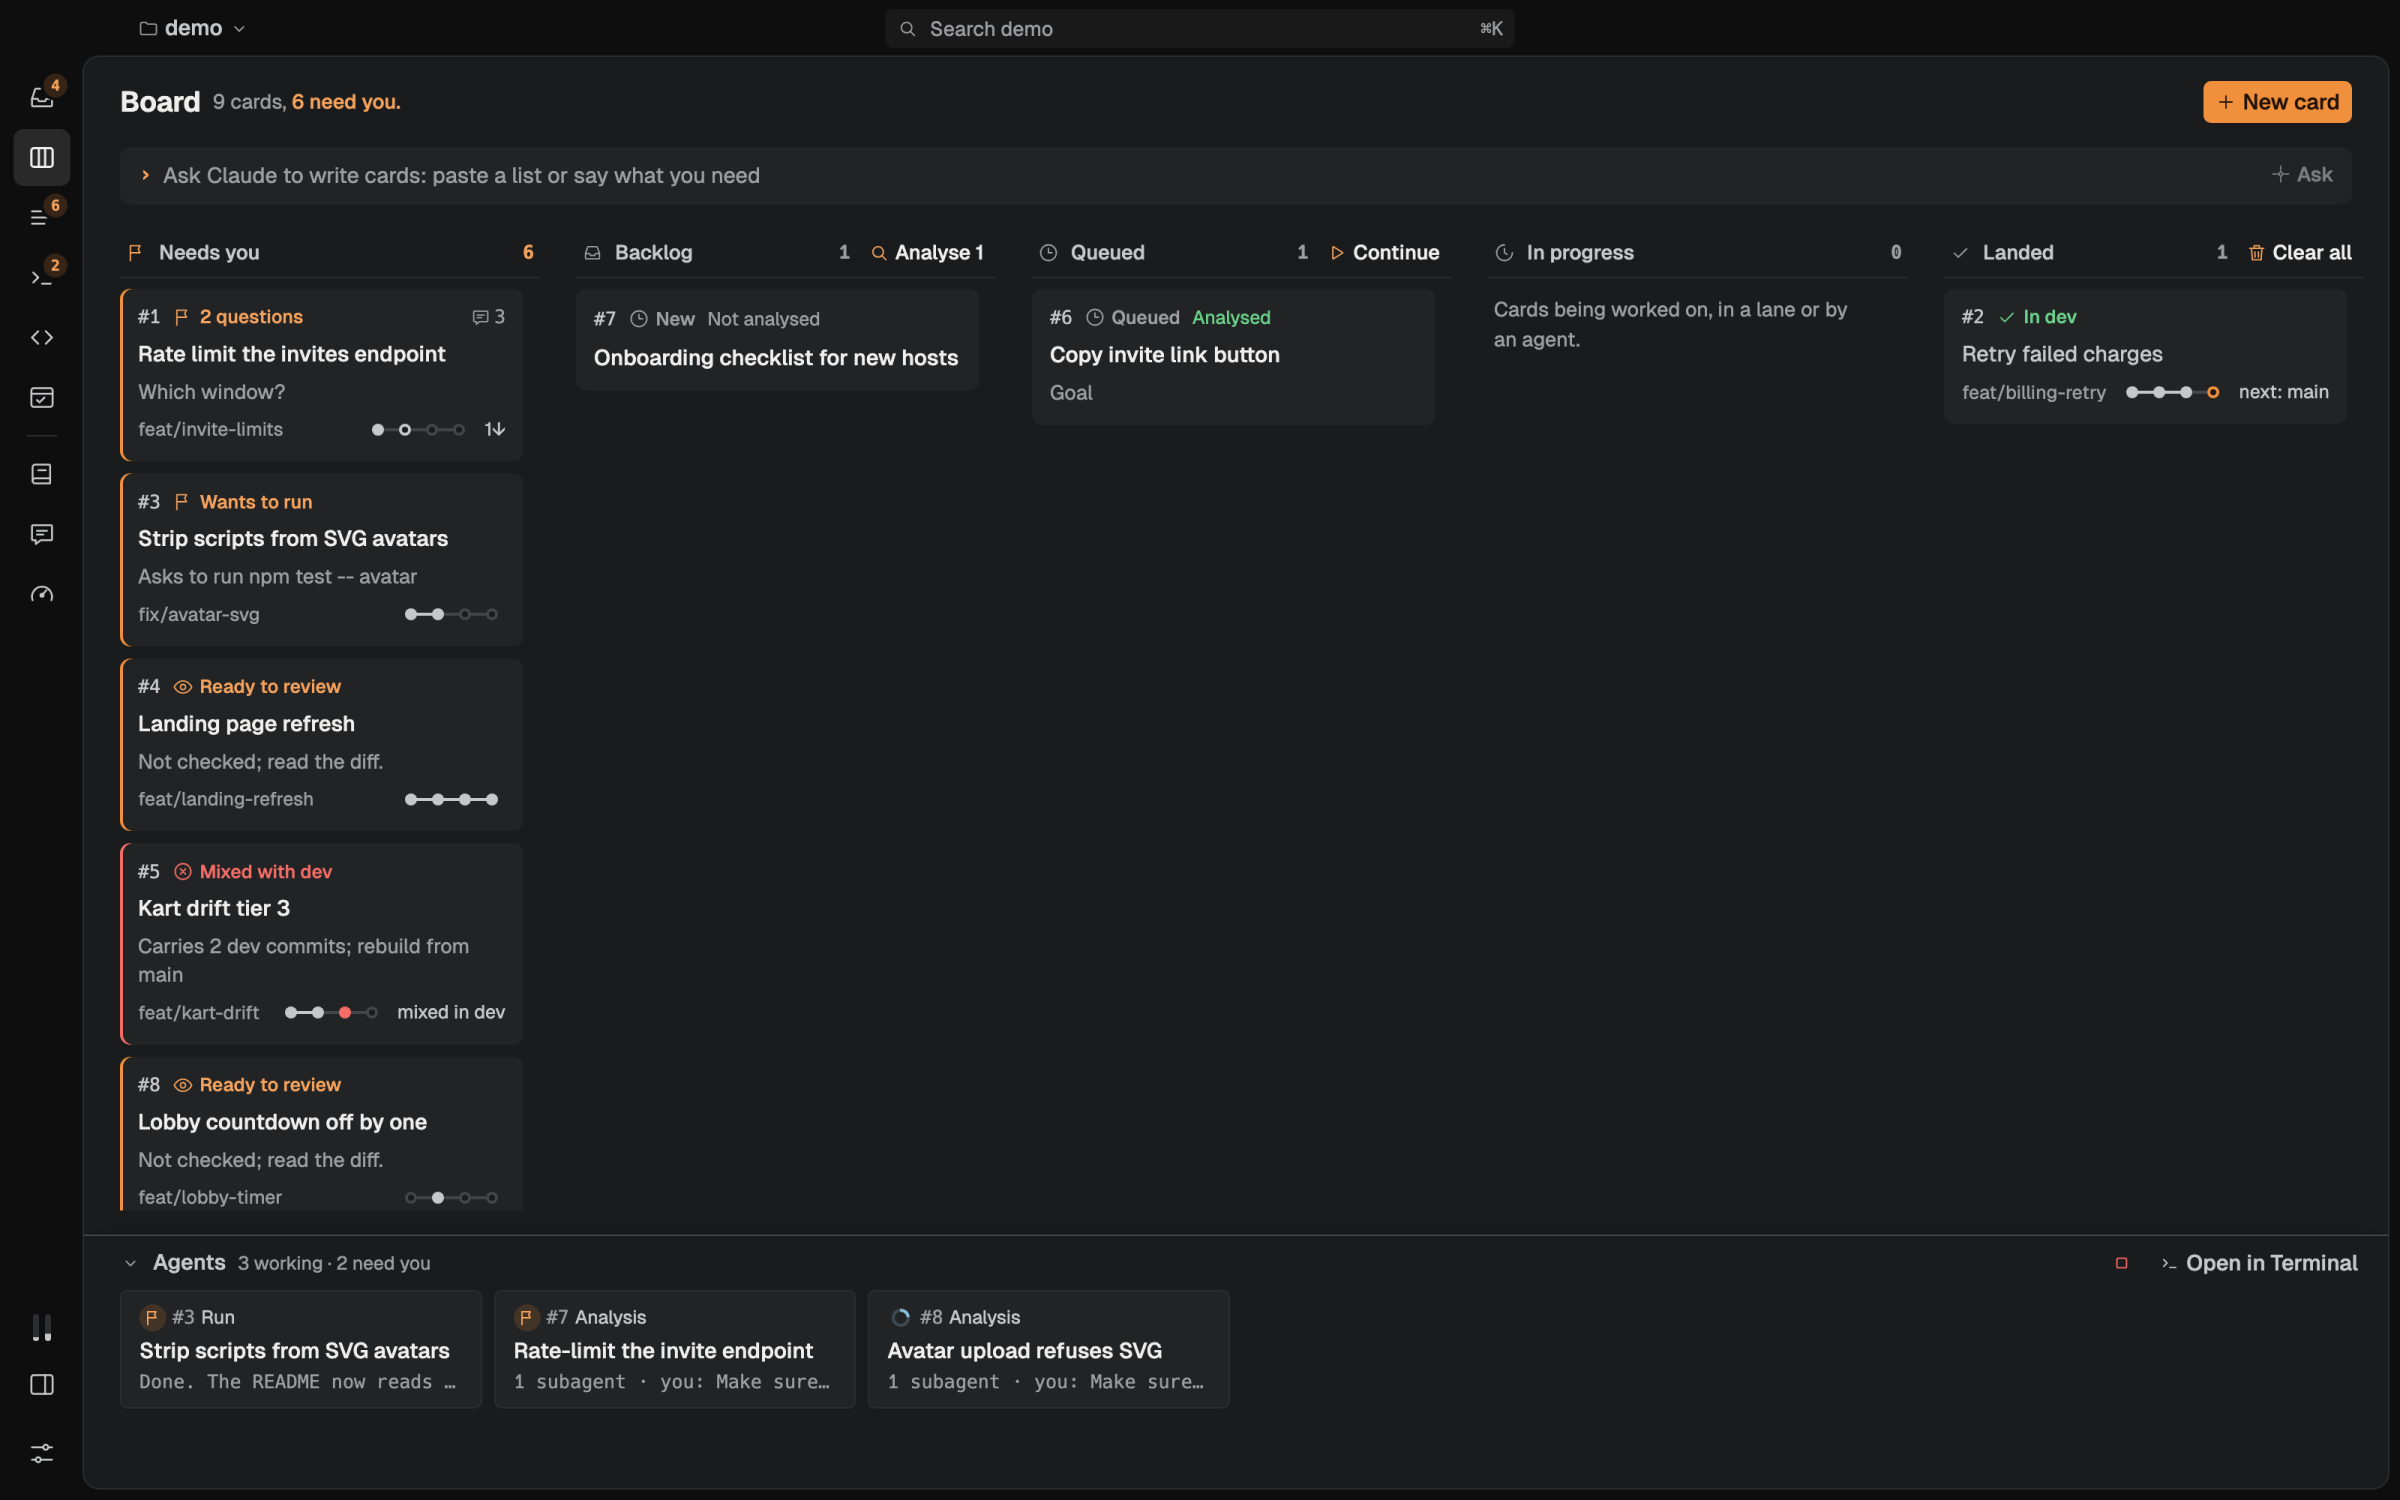 demo
Search demo
⌘K
4
6
2
Board 9 cards, 6 need you.
+ New card
Ask Claude to write cards: paste a list or say what you need
Ask
Needs you 6
#1 2 questions 3
Rate limit the invites endpoint
Which window?
feat/invite-limits 1↓
#3 Wants to run
Strip scripts from SVG avatars
Asks to run npm test -- avatar
fix/avatar-svg
#4 Ready to review
Landing page refresh
Not checked; read the diff.
feat/landing-refresh
#5 Mixed with dev
Kart drift tier 3
Carries 2 dev commits; rebuild from
main
feat/kart-drift mixed in dev
#8 Ready to review
Lobby countdown off by one
Not checked; read the diff.
feat/lobby-timer
Backlog 1 Analyse 1
#7 New Not analysed
Onboarding checklist for new hosts
Queued 1 Continue
#6 Queued Analysed
Copy invite link button
Goal
In progress 0
Cards being worked on, in a lane or by
an agent.
Landed 1 Clear all
#2 In dev
Retry failed charges
feat/billing-retry next: main
Agents 3 working · 2 need you
Open in Terminal
#3 Run
Strip scripts from SVG avatars
Done. The README now reads …
#7 Analysis
Rate-limit the invite endpoint
1 subagent · you: Make sure…
#8 Analysis
Avatar upload refuses SVG
1 subagent · you: Make sure…